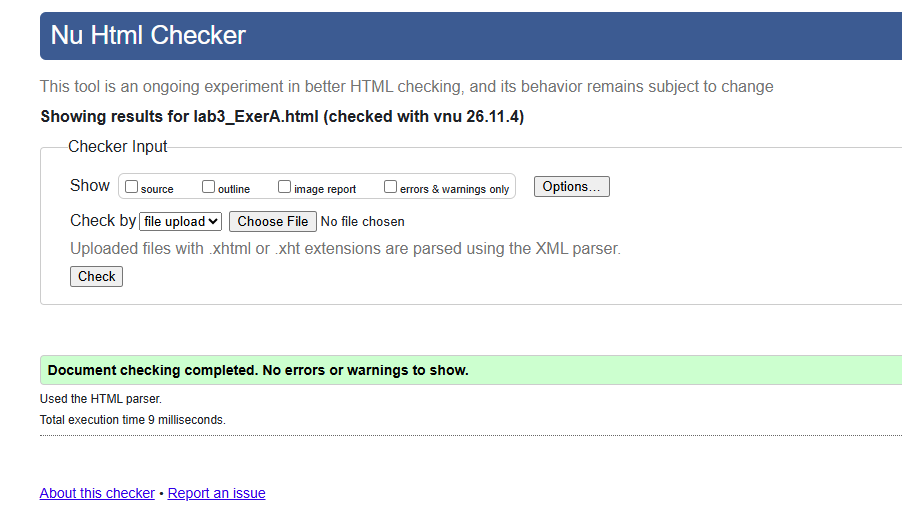 Nu Html Checker
This tool is an ongoing experiment in better HTML checking, and its behavior remains subject to change
Showing results for lab3_ExerA.html (checked with vnu 26.11.4)
Checker Input
Show source outline image report errors & warnings only Options...
Check by file upload Choose File No file chosen
Uploaded files with .xhtml or .xht extensions are parsed using the XML parser.
Check
Document checking completed. No errors or warnings to show.
Used the HTML parser.
Total execution time 9 milliseconds.
About this checker • Report an issue